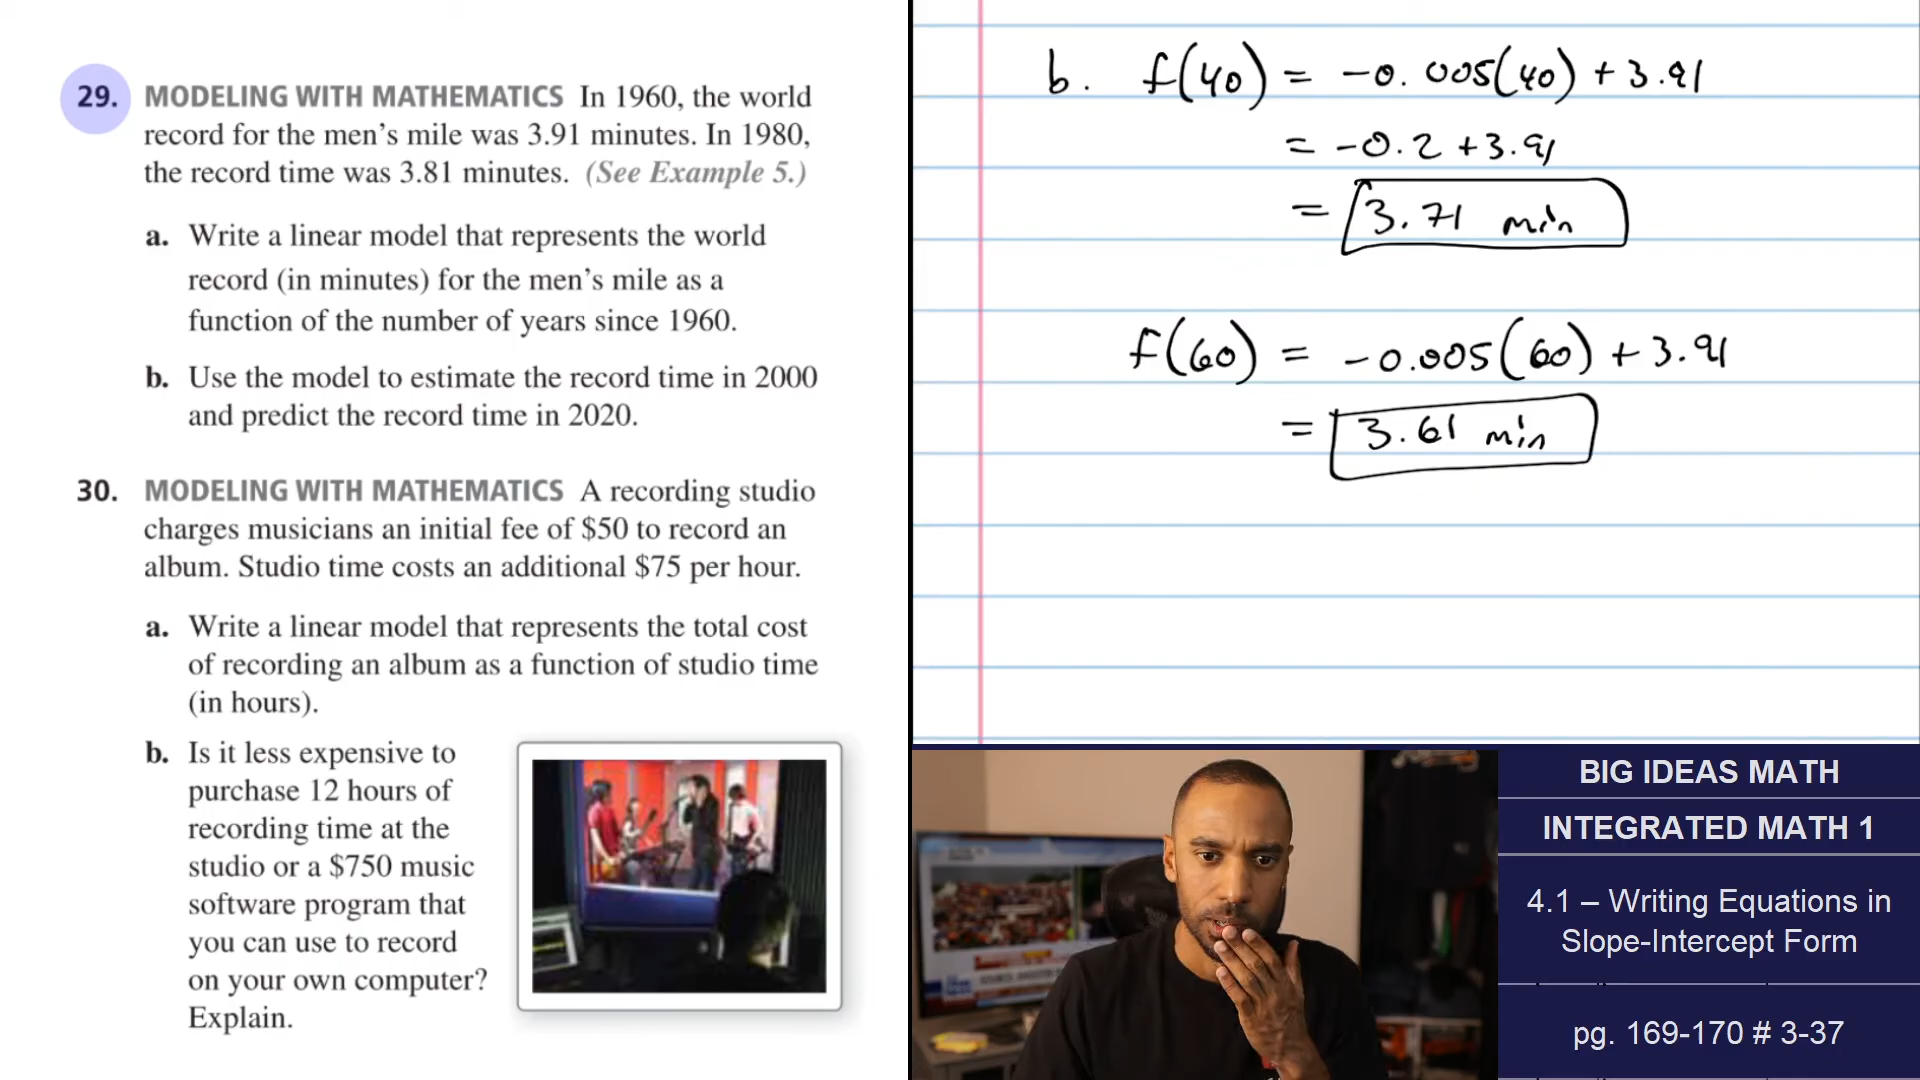 29. MODELING WITH MATHEMATICS In 1960, the world
record for the men's mile was 3.91 minutes. In 1980,
the record time was 3.81 minutes. (See Example 5.)
a. Write a linear model that represents the world
record (in minutes) for the men's mile as a
function of the number of years since 1960.
b. Use the model to estimate the record time in 2000
and predict the record time in 2020.
30. MODELING WITH MATHEMATICS A recording studio
charges musicians an initial fee of $50 to record an
album. Studio time costs an additional $75 per hour.
a. Write a linear model that represents the total cost
of recording an album as a function of studio time
(in hours).
b. Is it less expensive to
purchase 12 hours of
recording time at the
studio or a $750 music
software program that
you can use to record
on your own computer?
Explain.
b. f(40) = -0.005(40) + 3.91
= -0.2 + 3.91
= 3.71 min
f(60) = -0.005(60) + 3.91
= 3.61 min
BIG IDEAS MATH
INTEGRATED MATH 1
4.1 – Writing Equations in
Slope-Intercept Form
pg. 169-170 # 3-37